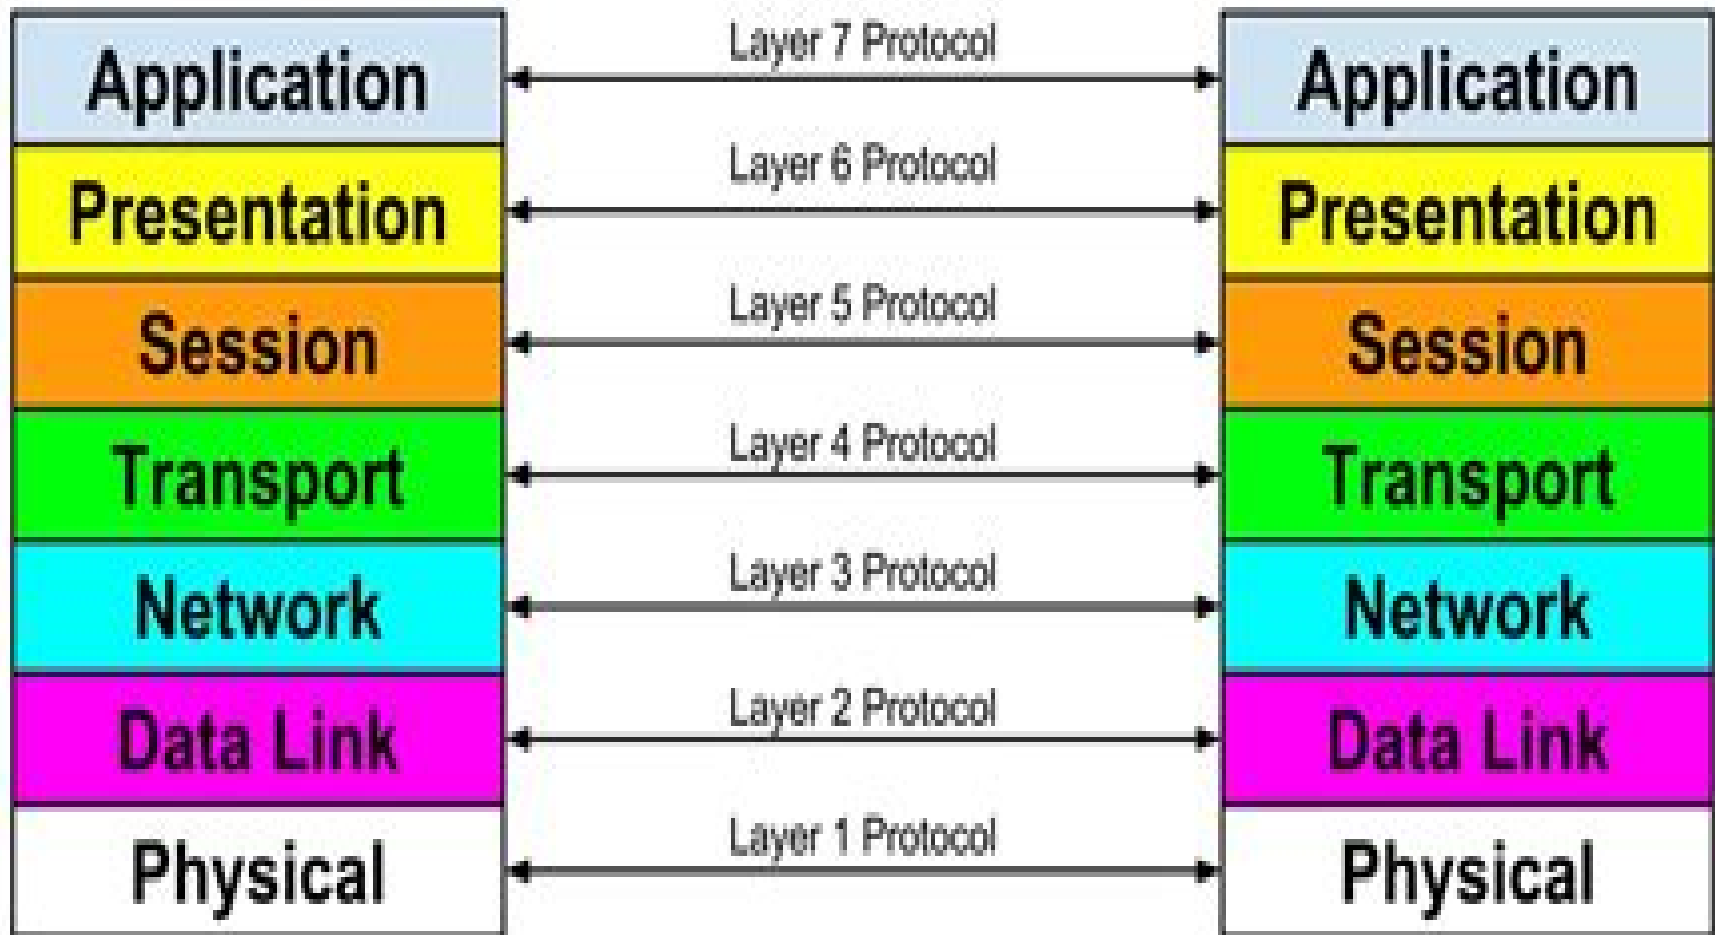 Application
Layer 7 Protocol
Application
Presentation
Layer 6 Protocol
Presentation
Session
Layer 5 Protocol
Session
Transport
Layer 4 Protocol
Transport
Network
Layer 3 Protocol
Network
Data Link
Layer 2 Protocol
Data Link
Physical
Layer 1 Protocol
Physical